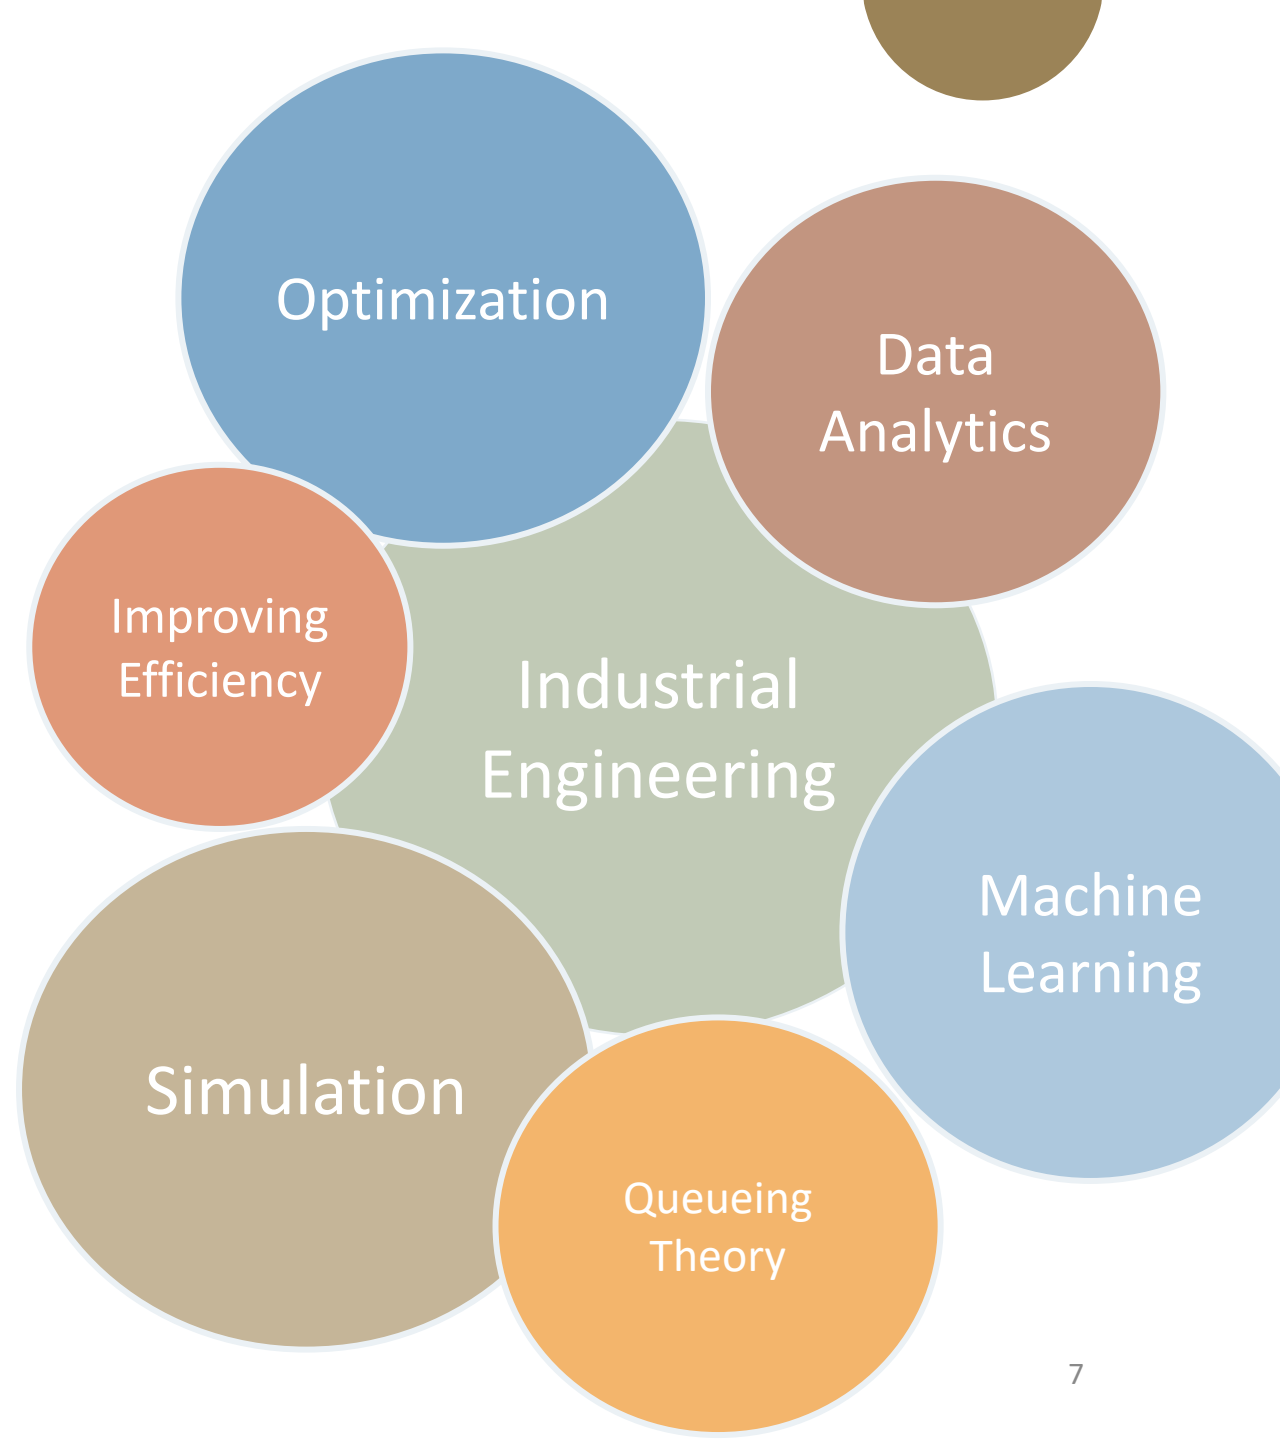 Optimization
Data
Analytics
Improving
Efficiency
Industrial
Engineering
Machine
Learning
Simulation
Queueing
Theory
7